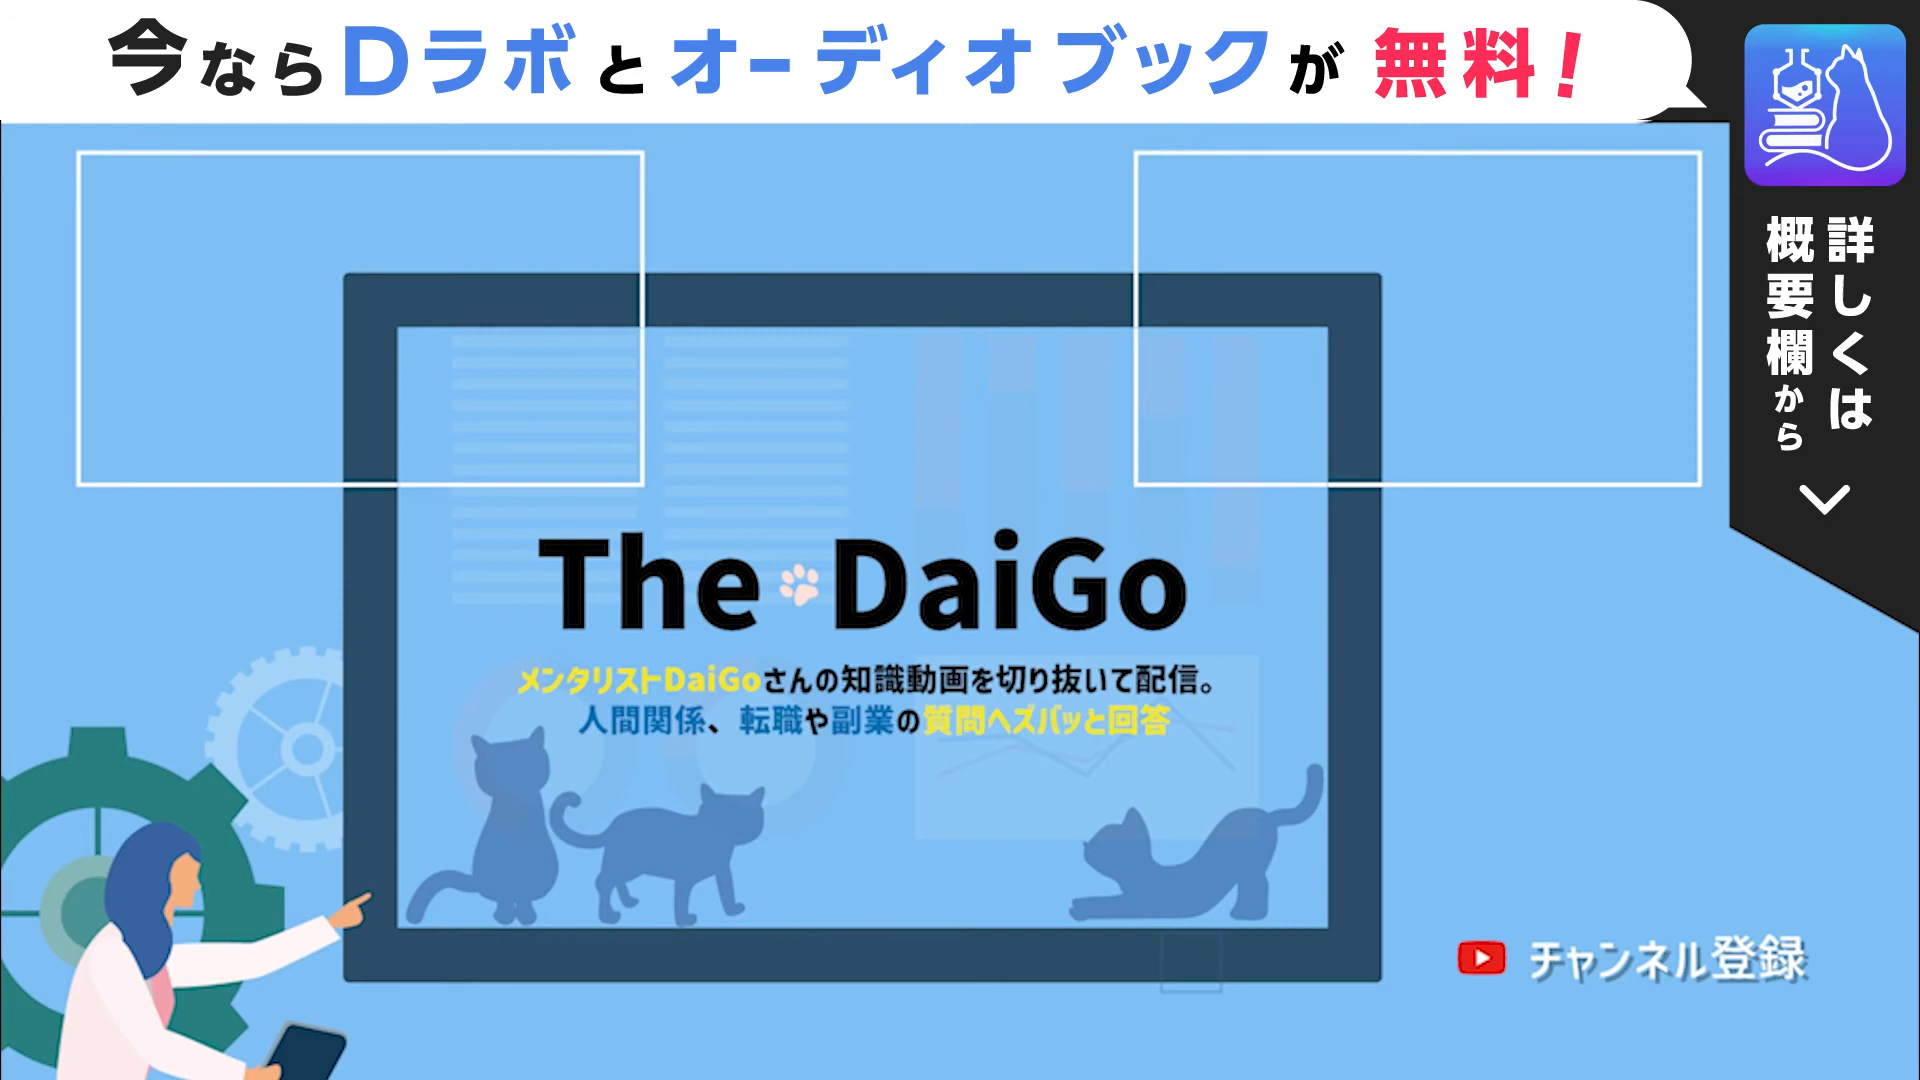 今ならDラボとオーディオブックが無料!
詳しくは
概要欄から
The DaiGo
メンタリストDaiGoさんの知識動画を切り抜いて配信。
人間関係、転職や副業の質問へズバッと回答
チャンネル登録